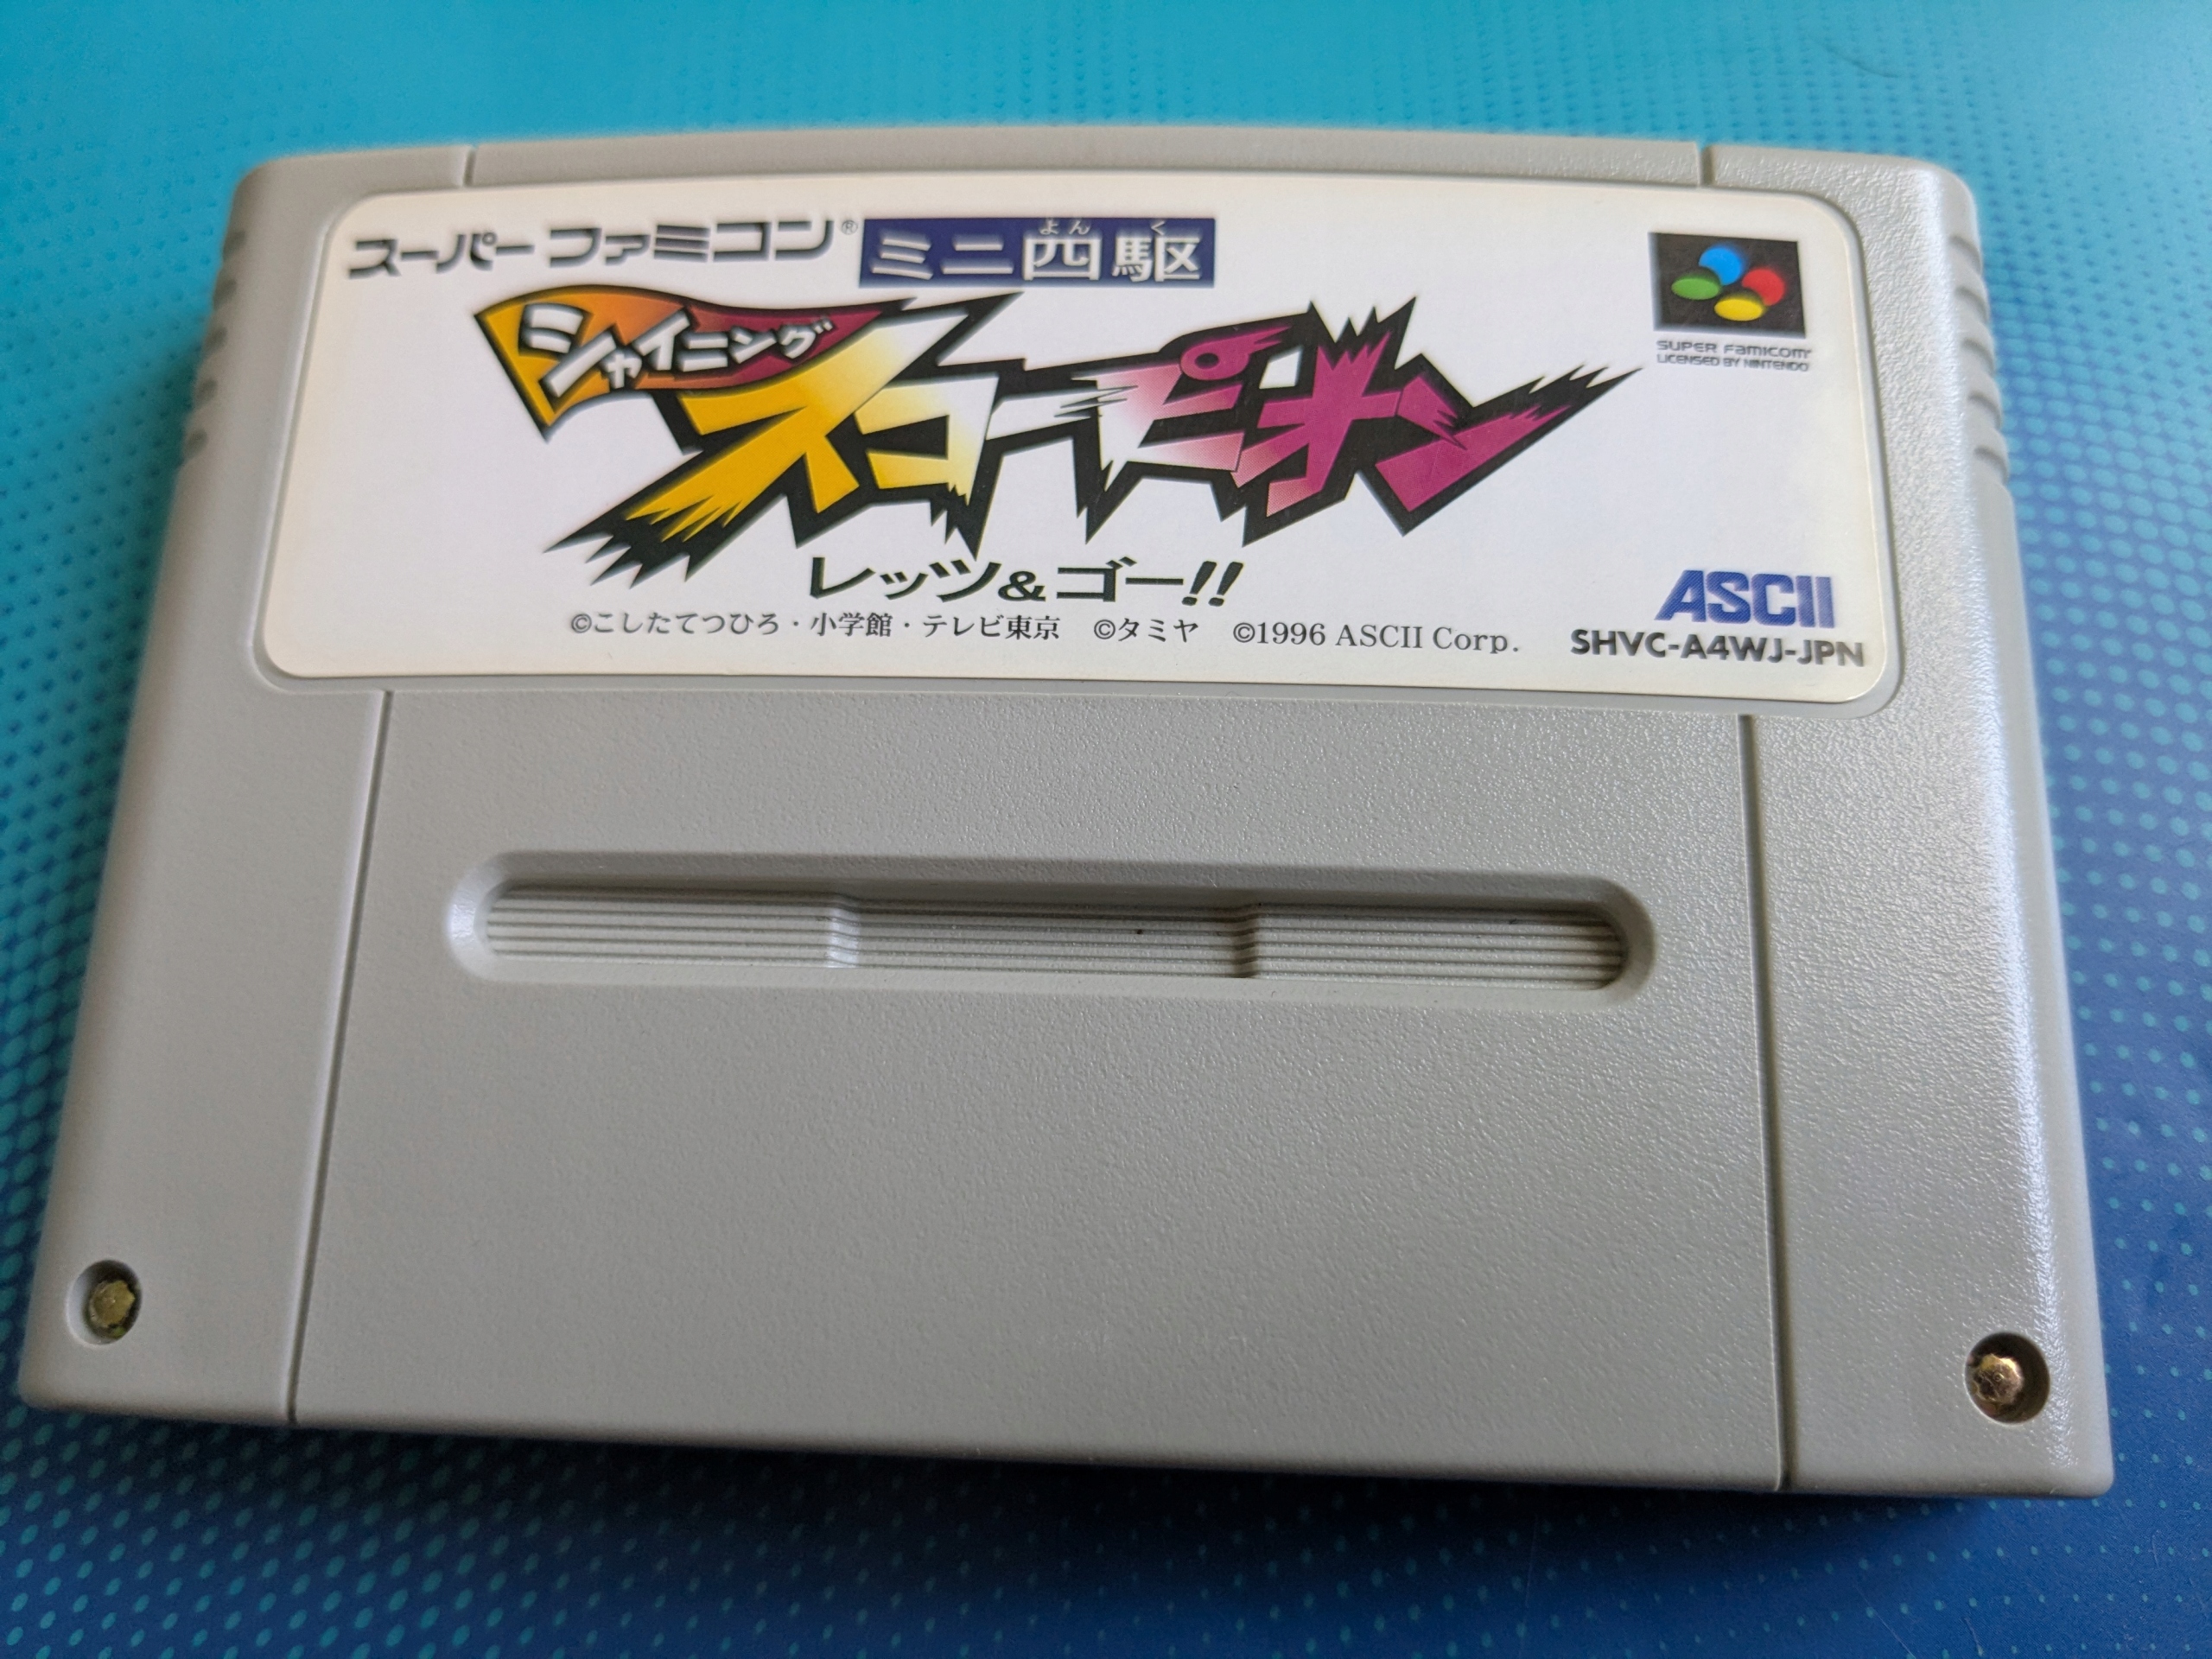 スーパーファミコン® ミニ四駆
よんく
シャイニング
スコーピオン
レッツ&ゴー!!
SUPER FAMICOM
LICENSED BY NINTENDO
ASCII
©こしたてつひろ・小学館・テレビ東京 ©タミヤ ©1996 ASCII Corp.
SHVC-A4WJ-JPN